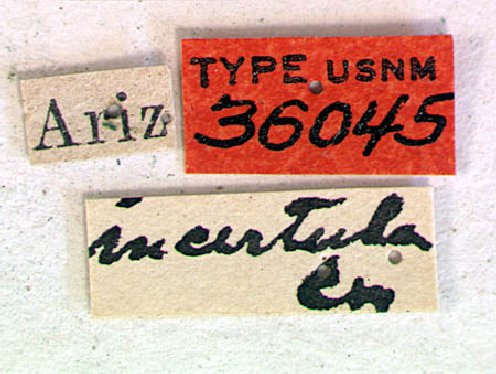 Ariz
TYPE USNM
36045
incertula
Cr